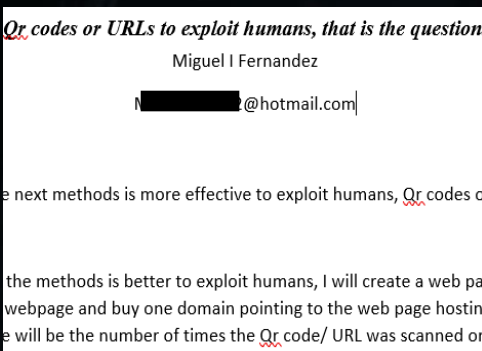 Qr codes or URLs to exploit humans, that is the question
Miguel I Fernandez
@hotmail.com
e next methods is more effective to exploit humans, Qr codes o
the methods is better to exploit humans, I will create a web pa
webpage and buy one domain pointing to the web page hostin
e will be the number of times the Qr code/ URL was scanned or